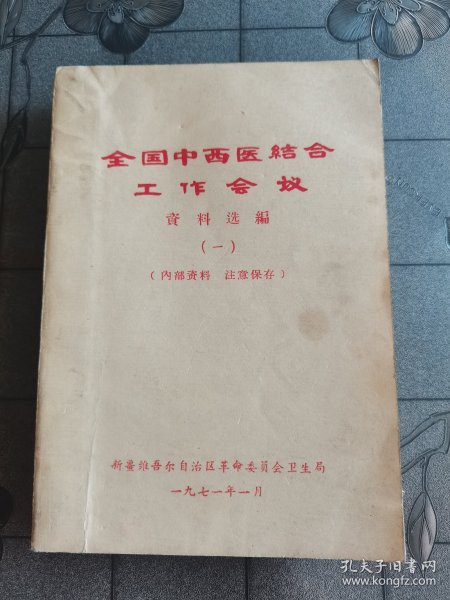 全国中西医結合
工作会议
資料选編
(一)
(内部資料 注意保存)
新疆维吾尔自治区革命委员会卫生局
一九七一年一月
孔夫子旧书网
www.kongfz.com